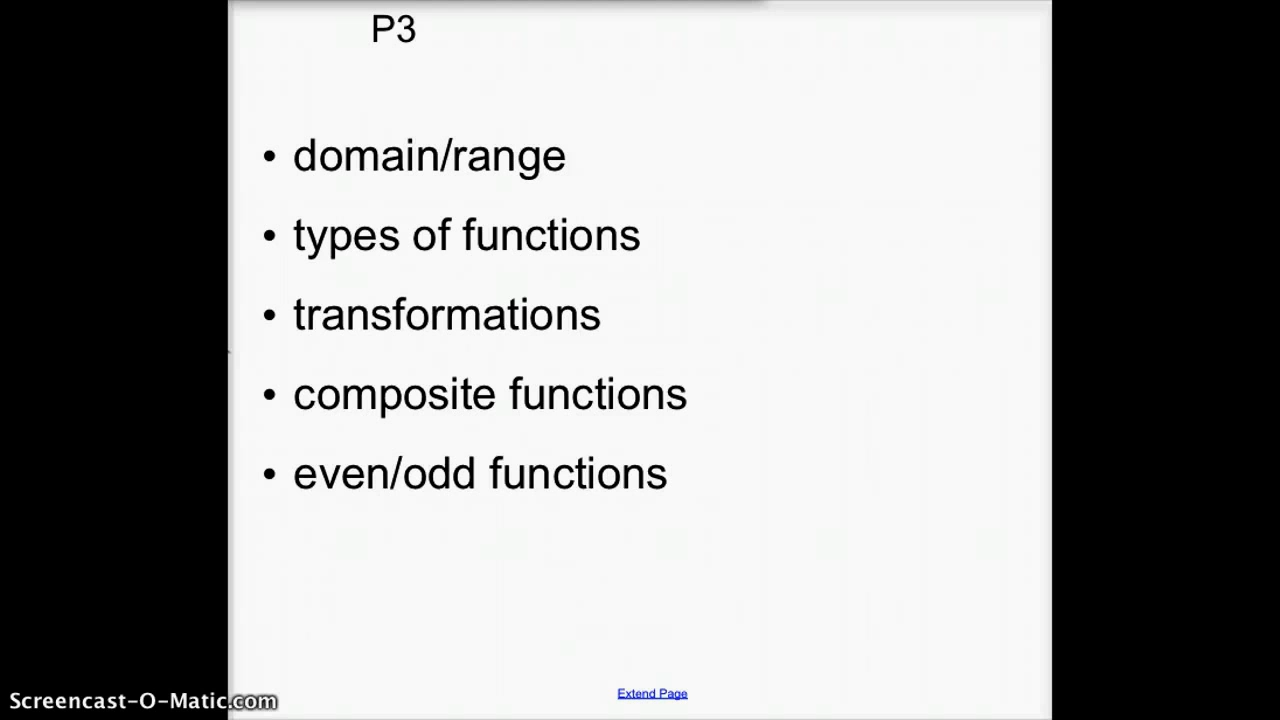 P3
• domain/range
• types of functions
• transformations
• composite functions
• even/odd functions
Extend Page
Screencast-O-Matic.com